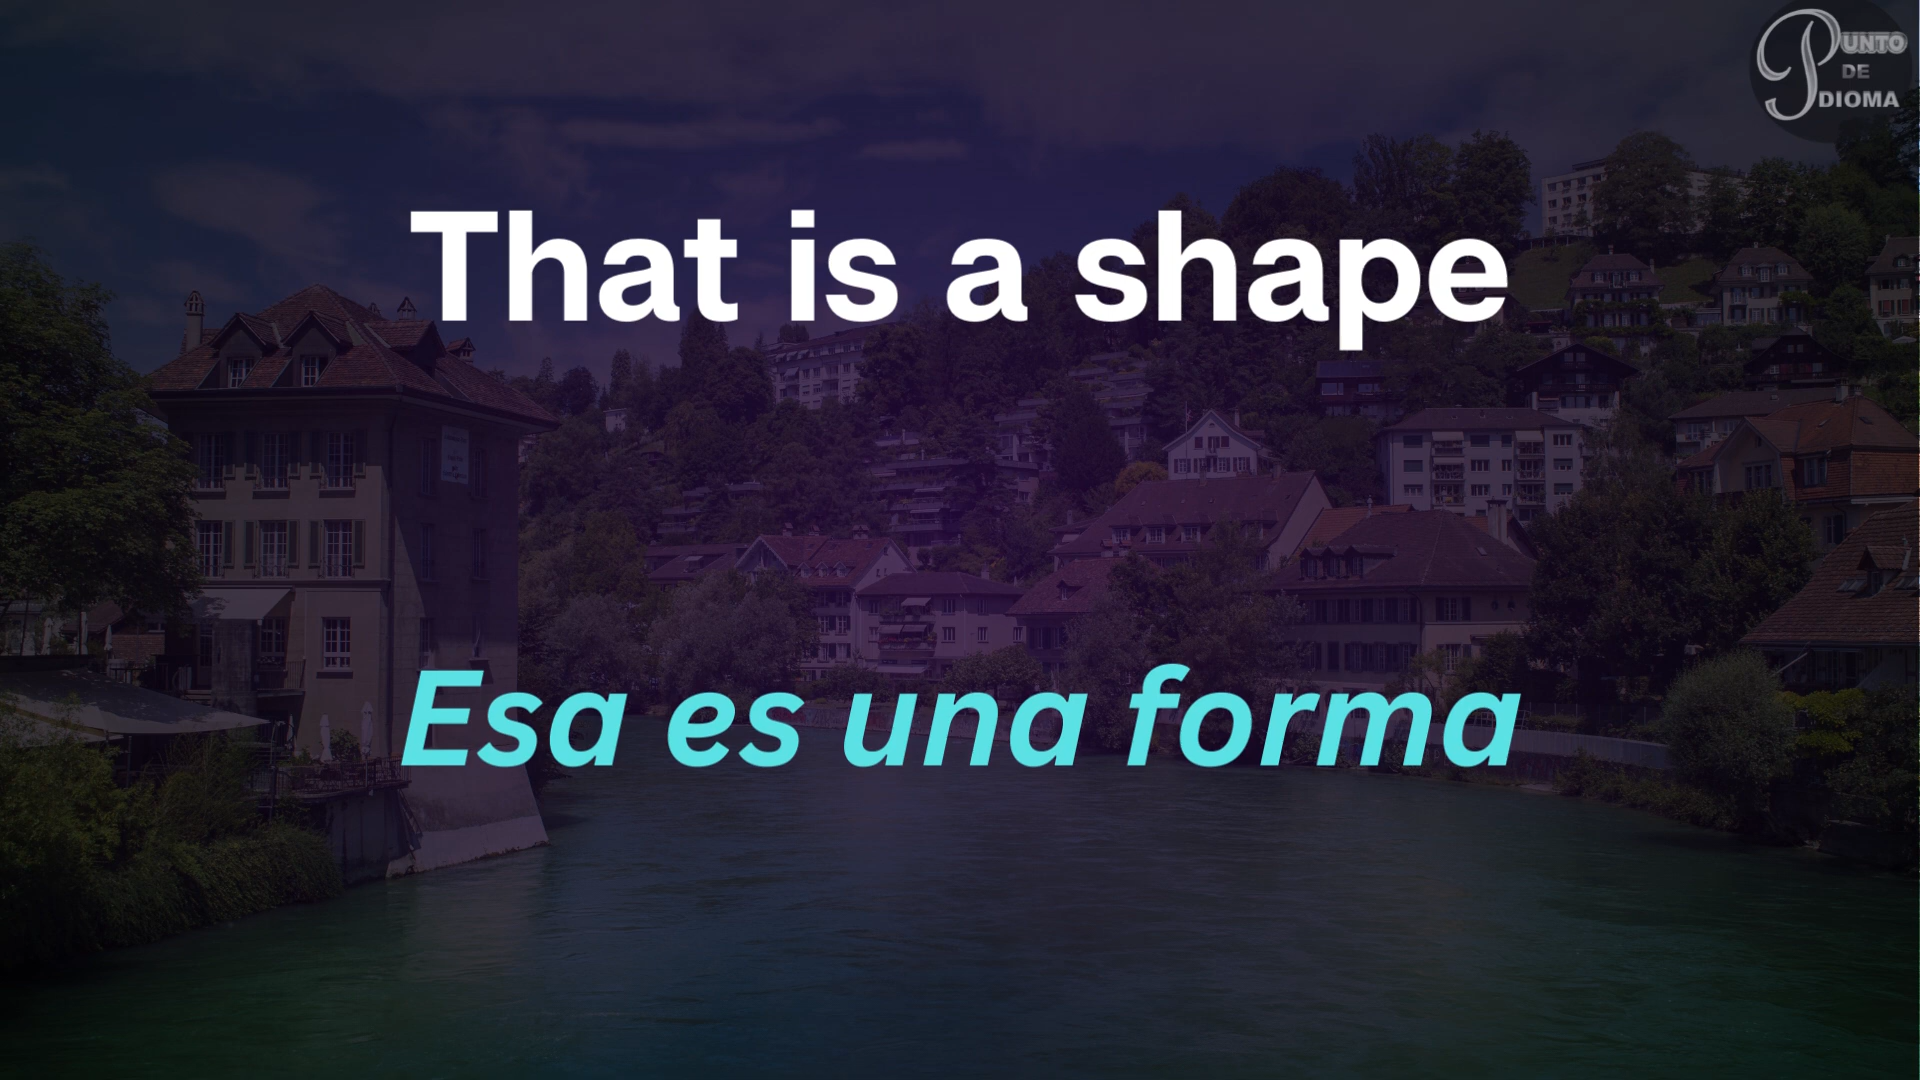 PUNTO
DE
IDIOMA
That is a shape
Esa es una forma